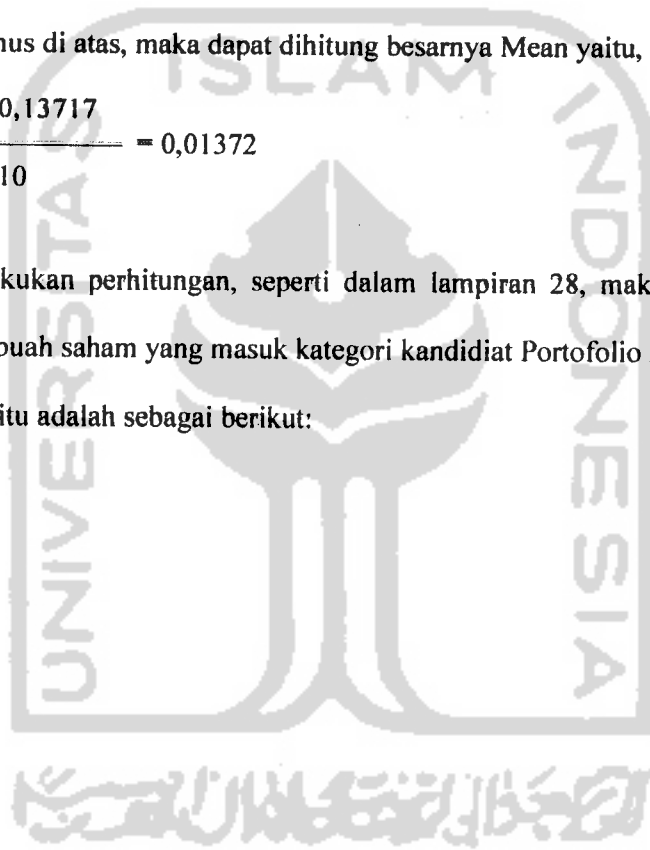 nus di atas, maka dapat dihitung besarnya Mean yaitu,
0,13717
= 0,01372
10
kukan perhitungan, seperti dalam lampiran 28, mak
buah saham yang masuk kategori kandidiat Portofolio
itu adalah sebagai berikut:
ISLAM
UNIVERSITAS
INDONESIA